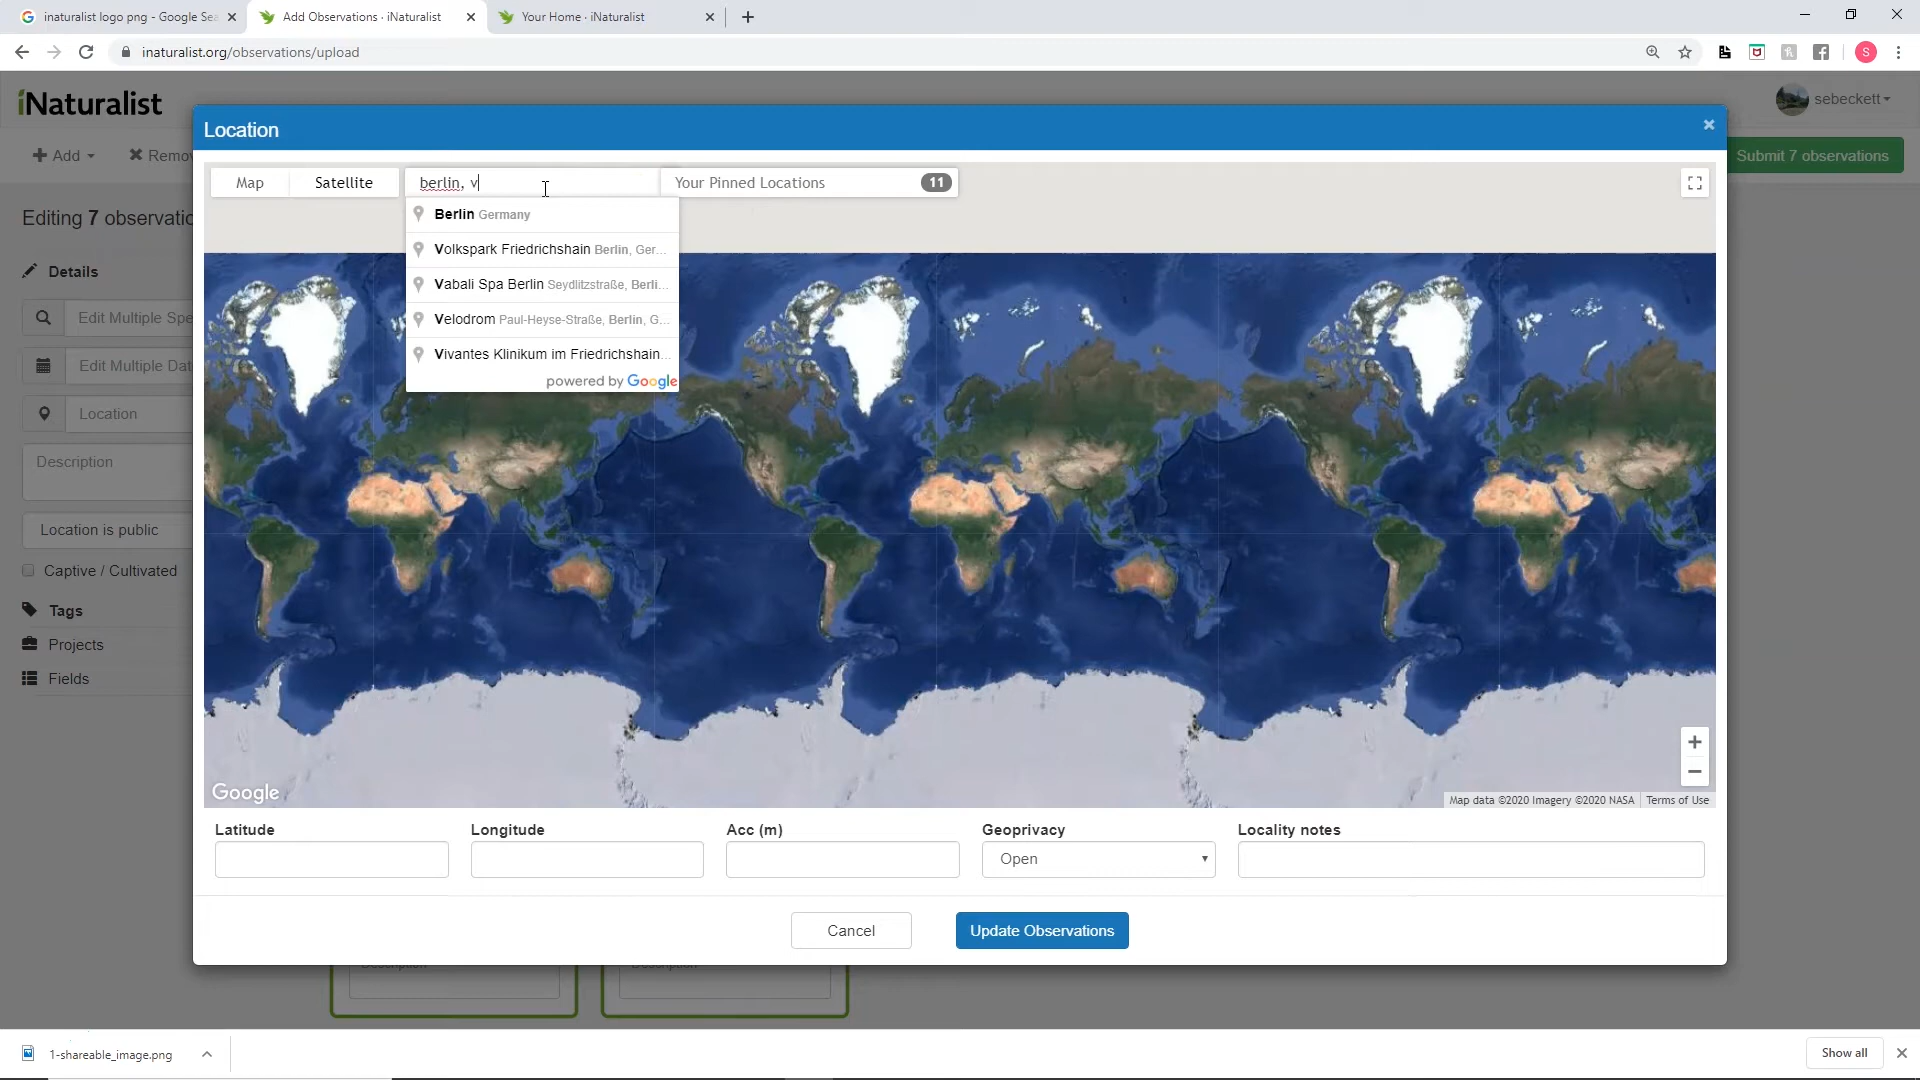 inaturalist logo png - Google Sea
Add Observations · iNaturalist
Your Home · iNaturalist
inaturalist.org/observations/upload
S
iNaturalist
sebeckett
Add
Remov
Submit 7 observations
Editing 7 observatio
Details
Edit Multiple Spe
Edit Multiple Dat
Location
Description
Location is public
Captive / Cultivated
Tags
Projects
Fields
Location
Map
Satellite
berlin, v
Your Pinned Locations
11
Berlin Germany
Volkspark Friedrichshain Berlin, Ger...
Vabali Spa Berlin Seydlitzstraße, Berli...
Velodrom Paul-Heyse-Straße, Berlin, G...
Vivantes Klinikum im Friedrichshain...
powered by Google
Google
Map data ©2020 Imagery ©2020 NASA
Terms of Use
Latitude
Longitude
Acc (m)
Geoprivacy
Locality notes
Open
Cancel
Update Observations
Description
Description
1-shareable_image.png
Show all